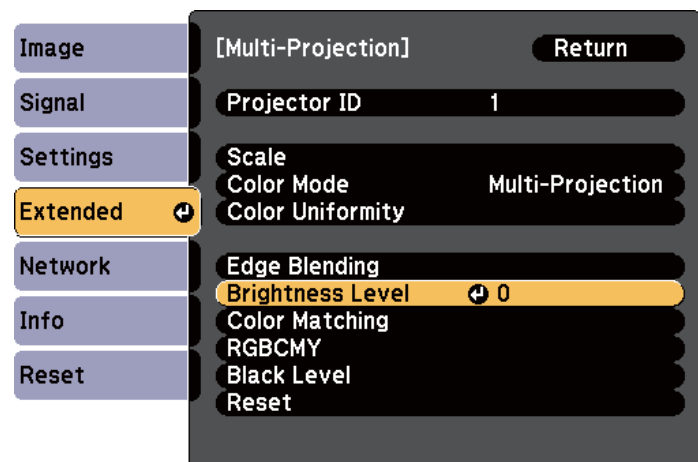 Image
Signal
Settings
Extended
Network
Info
Reset
[Multi-Projection] Return
Projector ID 1
Scale
Color Mode Multi-Projection
Color Uniformity
Edge Blending
Brightness Level 0
Color Matching
RGBCMY
Black Level
Reset